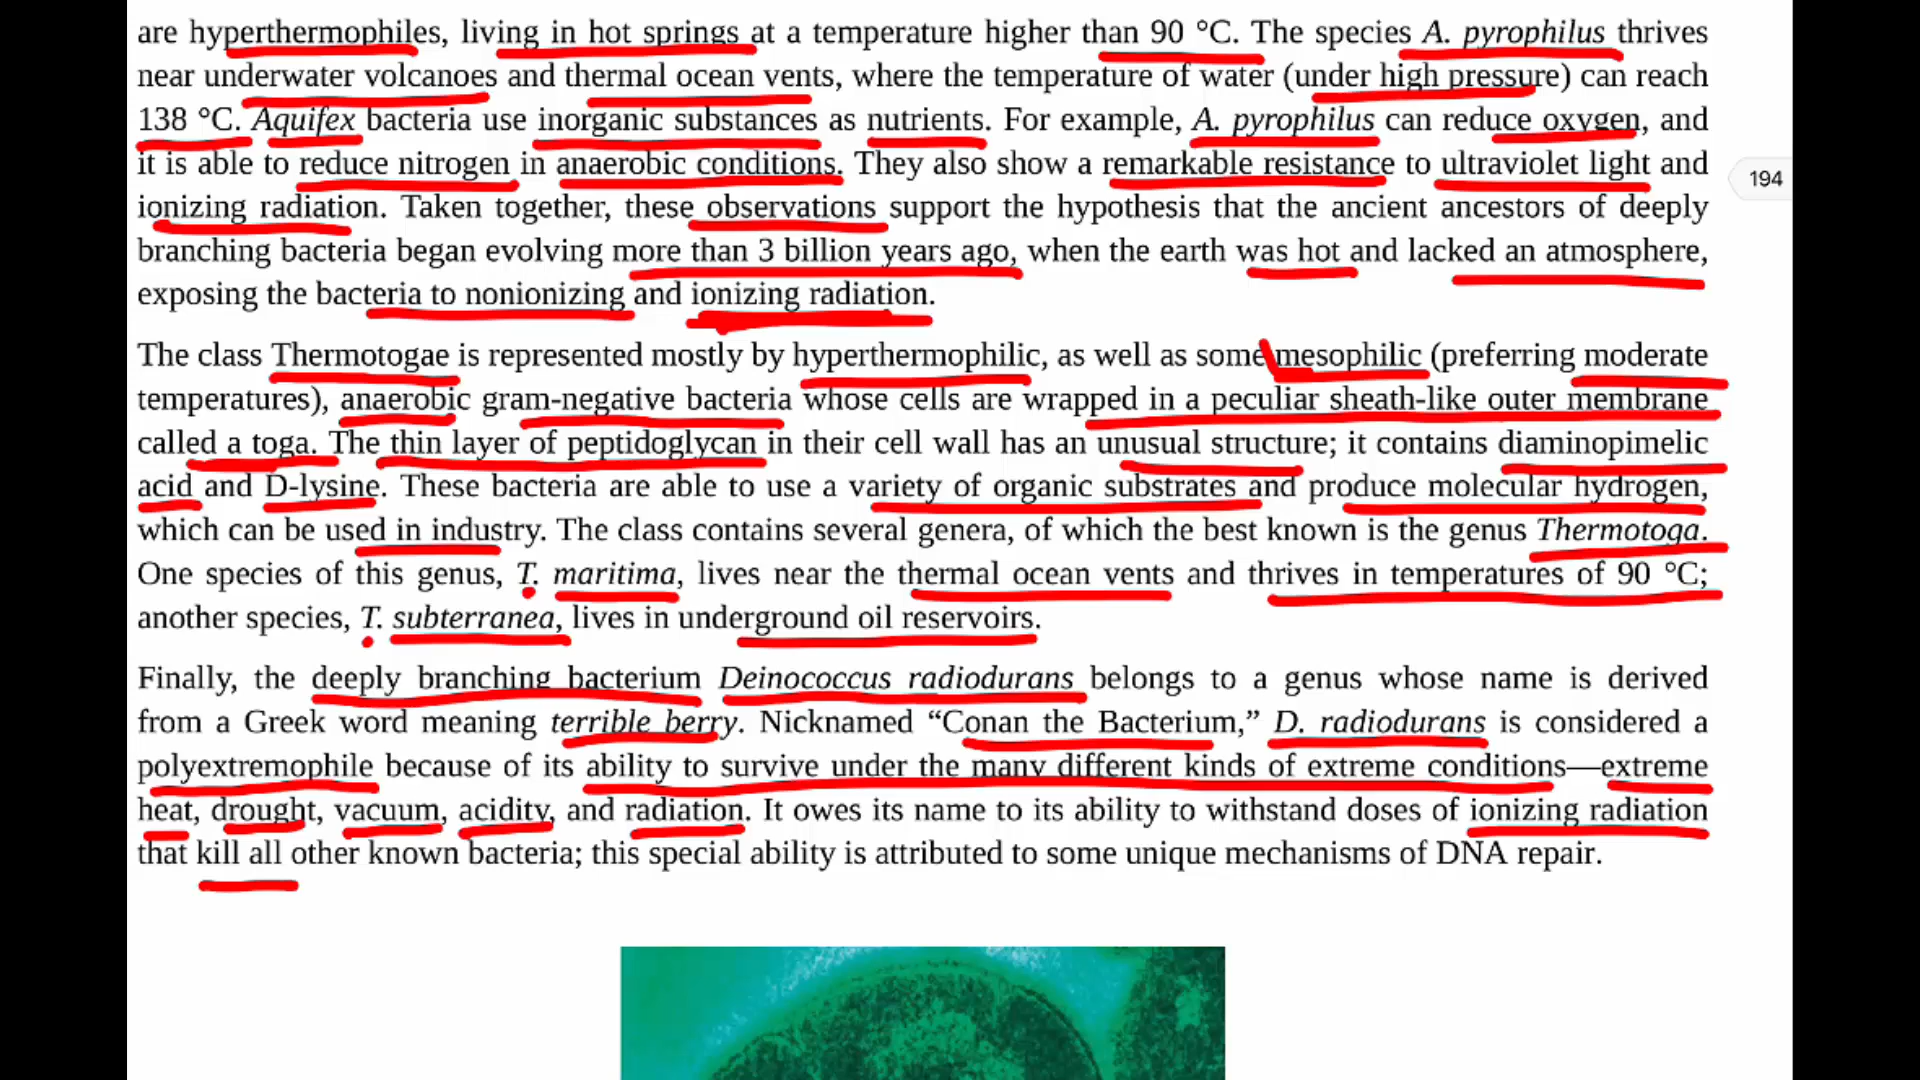 are hyperthermophiles, living in hot springs at a temperature higher than 90 °C. The species A. pyrophilus thrives
near underwater volcanoes and thermal ocean vents, where the temperature of water (under high pressure) can reach
138 °C. Aquifex bacteria use inorganic substances as nutrients. For example, A. pyrophilus can reduce oxygen, and
it is able to reduce nitrogen in anaerobic conditions. They also show a remarkable resistance to ultraviolet light and
194
ionizing radiation. Taken together, these observations support the hypothesis that the ancient ancestors of deeply
branching bacteria began evolving more than 3 billion years ago, when the earth was hot and lacked an atmosphere,
exposing the bacteria to nonionizing and ionizing radiation.
The class Thermotogae is represented mostly by hyperthermophilic, as well as some mesophilic (preferring moderate
temperatures), anaerobic gram-negative bacteria whose cells are wrapped in a peculiar sheath-like outer membrane
called a toga. The thin layer of peptidoglycan in their cell wall has an unusual structure; it contains diaminopimelic
acid and D-lysine. These bacteria are able to use a variety of organic substrates and produce molecular hydrogen,
which can be used in industry. The class contains several genera, of which the best known is the genus Thermotoga.
One species of this genus, T. maritima, lives near the thermal ocean vents and thrives in temperatures of 90 °C;
another species, T. subterranea, lives in underground oil reservoirs.
Finally, the deeply branching bacterium Deinococcus radiodurans belongs to a genus whose name is derived
from a Greek word meaning terrible berry. Nicknamed “Conan the Bacterium,” D. radiodurans is considered a
polyextremophile because of its ability to survive under the many different kinds of extreme conditions—extreme
heat, drought, vacuum, acidity, and radiation. It owes its name to its ability to withstand doses of ionizing radiation
that kill all other known bacteria; this special ability is attributed to some unique mechanisms of DNA repair.